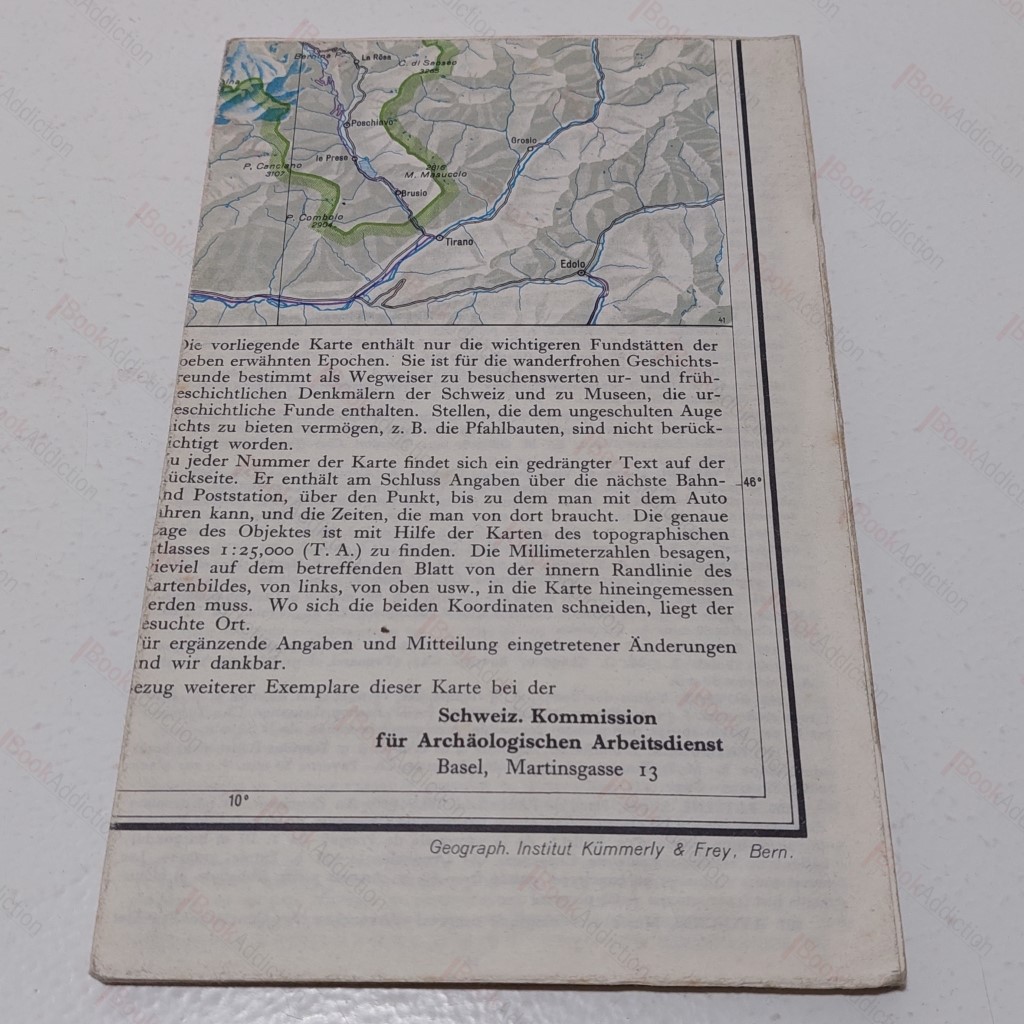 Bernina P.
La Rösa
C. di Saoseo
3265
Poschiavo
le Prese
P. Canciano
3107
Grosio
2816
M. Masuccio
Brusio
P. Combolo
2904
Tirano
Edolo
41
Die vorliegende Karte enthält nur die wichtigeren Fundstätten der
oeben erwähnten Epochen. Sie ist für die wanderfrohen Geschichts-
reunde bestimmt als Wegweiser zu besuchenswerten ur- und früh-
eschichtlichen Denkmälern der Schweiz und zu Museen, die ur-
eschichtliche Funde enthalten. Stellen, die dem ungeschulten Auge
ichts zu bieten vermögen, z. B. die Pfahlbauten, sind nicht berück-
ichtigt worden.
u jeder Nummer der Karte findet sich ein gedrängter Text auf der
ückseite. Er enthält am Schluss Angaben über die nächste Bahn-
nd Poststation, über den Punkt, bis zu dem man mit dem Auto
ahren kann, und die Zeiten, die man von dort braucht. Die genaue
age des Objektes ist mit Hilfe der Karten des topographischen
tlasses 1:25,000 (T. A.) zu finden. Die Millimeterzahlen besagen,
ieviel auf dem betreffenden Blatt von der innern Randlinie des
artenbildes, von links, von oben usw., in die Karte hineingemessen
erden muss. Wo sich die beiden Koordinaten schneiden, liegt der
esuchte Ort.
ür ergänzende Angaben und Mitteilung eingetretener Änderungen
nd wir dankbar.
ezug weiterer Exemplare dieser Karte bei der
Schweiz. Kommission
für Archäologischen Arbeitsdienst
Basel, Martinsgasse 13
46°
10°
Geograph. Institut Kümmerly & Frey, Bern.
BookAddiction